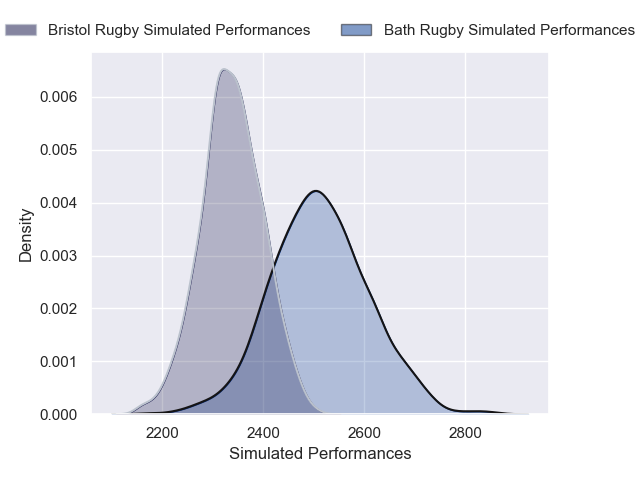 Bristol Rugby Simulated Performances
Bath Rugby Simulated Performances
0.006
0.005
0.004
0.003
0.002
0.001
0.000
Density
2200
2400
2600
2800
Simulated Performances